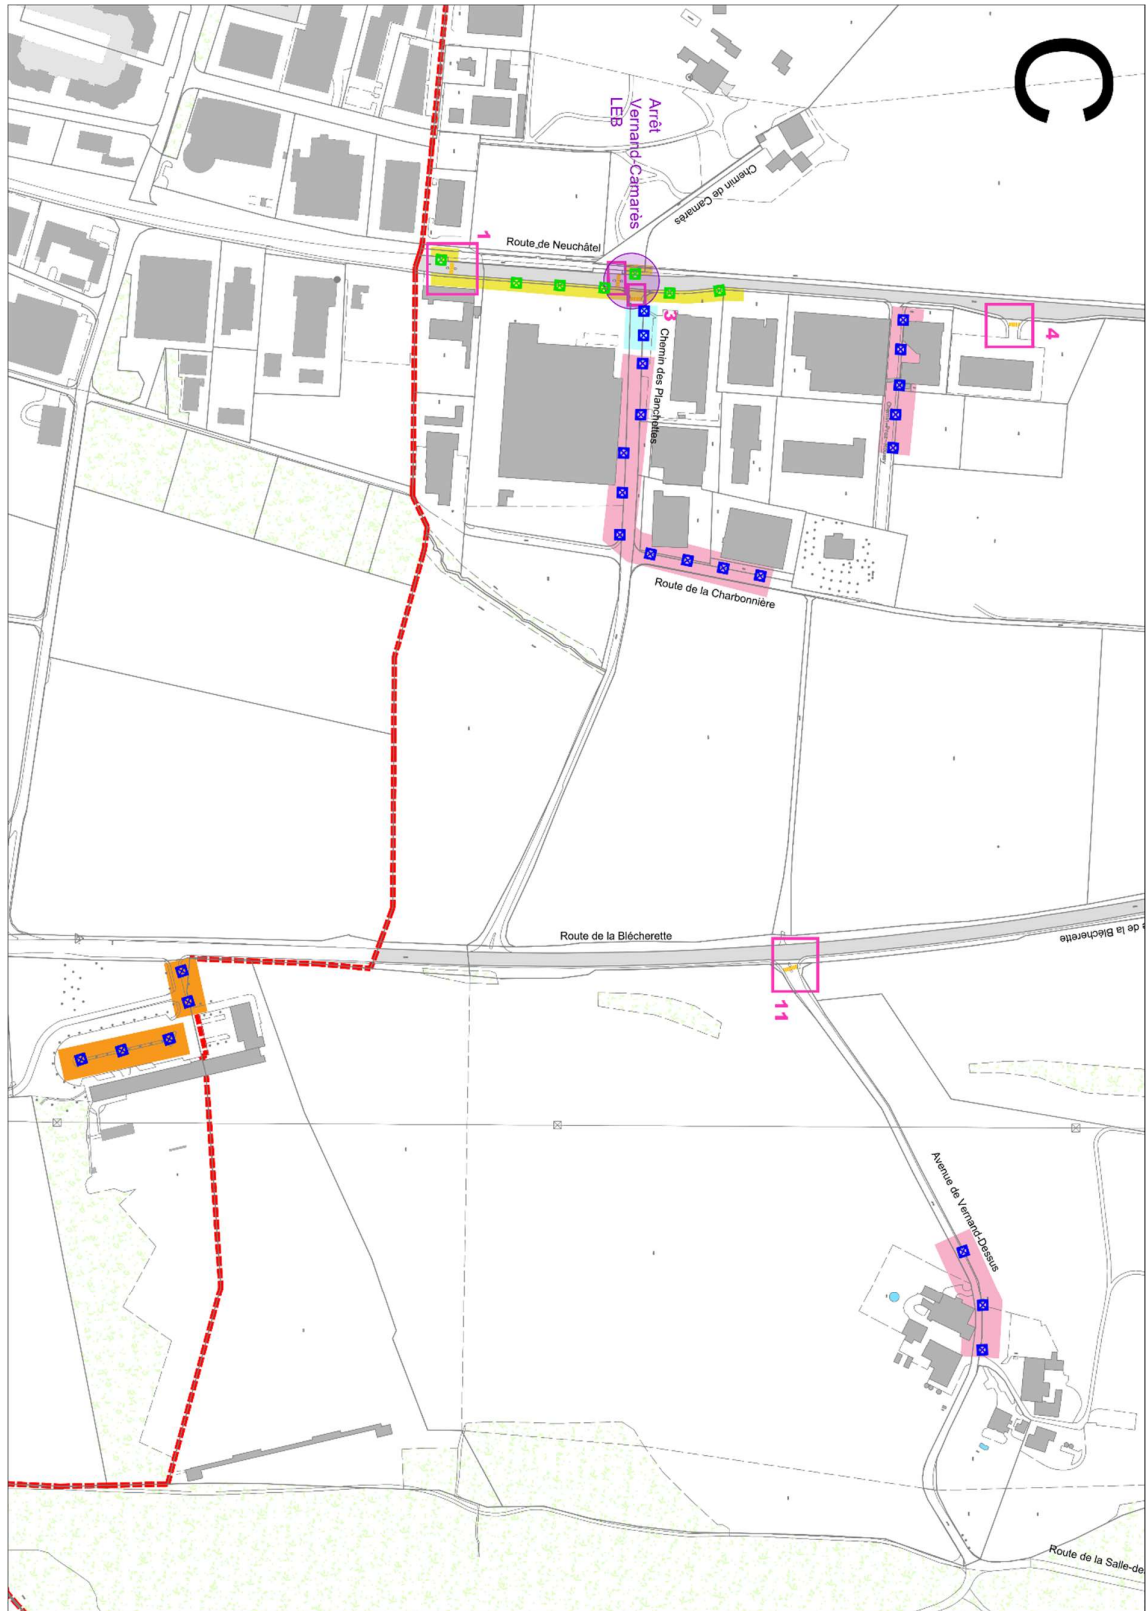 C
Arrêt
Vernand-Camarès
LEB
Chemin de Camarès
Route de Neuchâtel
1
3
4
Chemin des Planchettes
Route de la Charbonnière
Route de la Blécherette
e de la Blécherette
11
Avenue de Vernand-Dessus
Route de la Salle-de